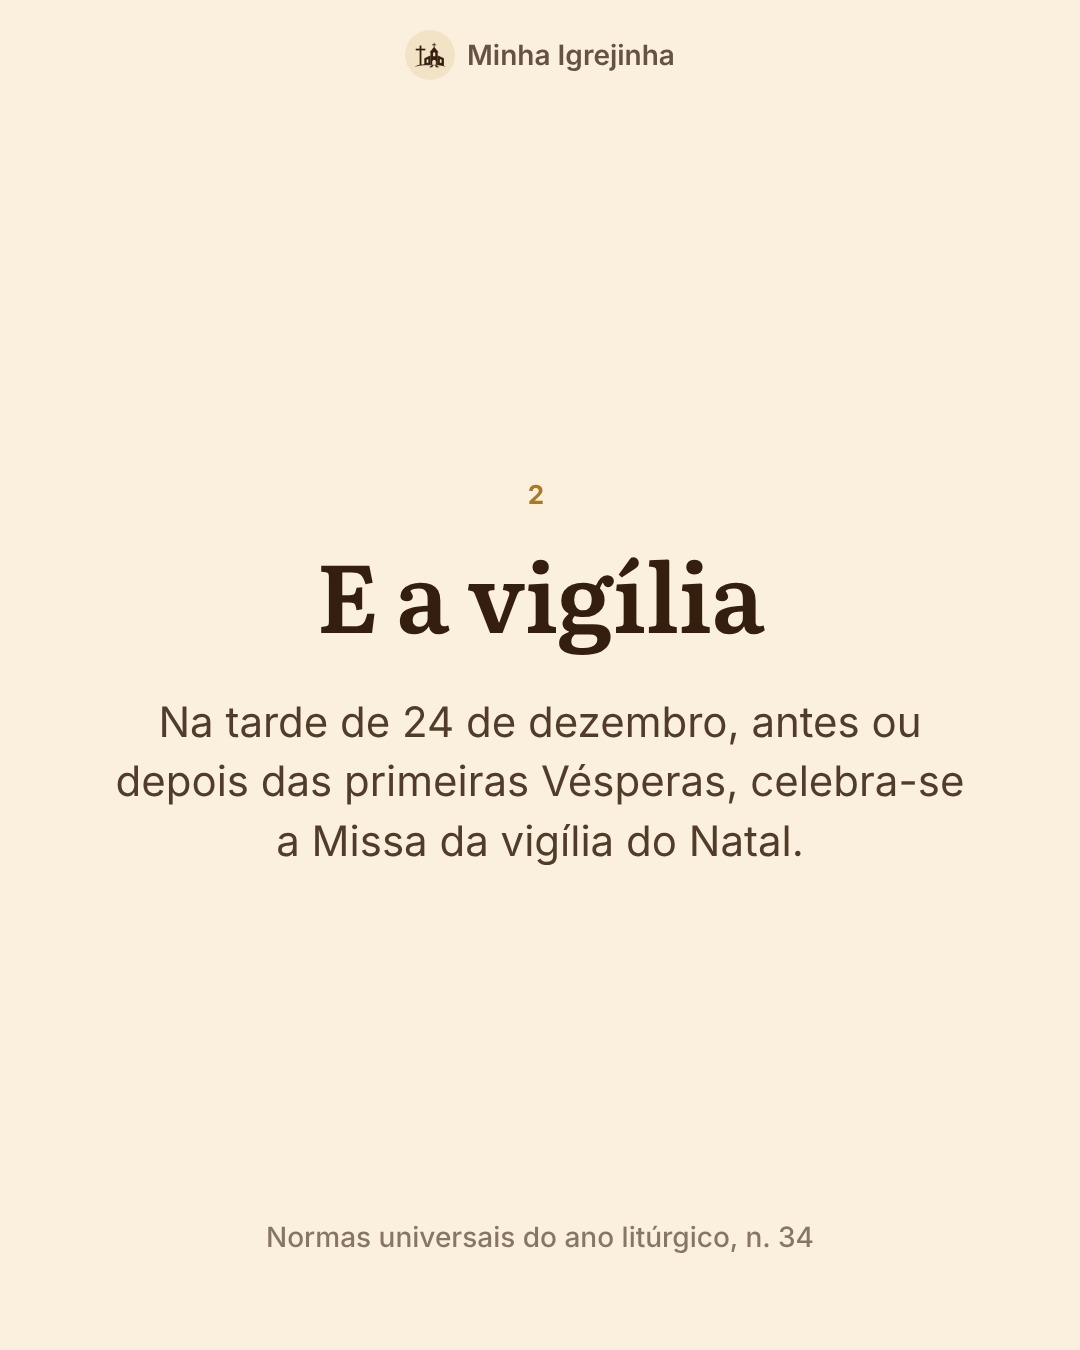 Minha Igrejinha
2
E a vigília
Na tarde de 24 de dezembro, antes ou
depois das primeiras Vésperas, celebra-se
a Missa da vigília do Natal.
Normas universais do ano litúrgico, n. 34